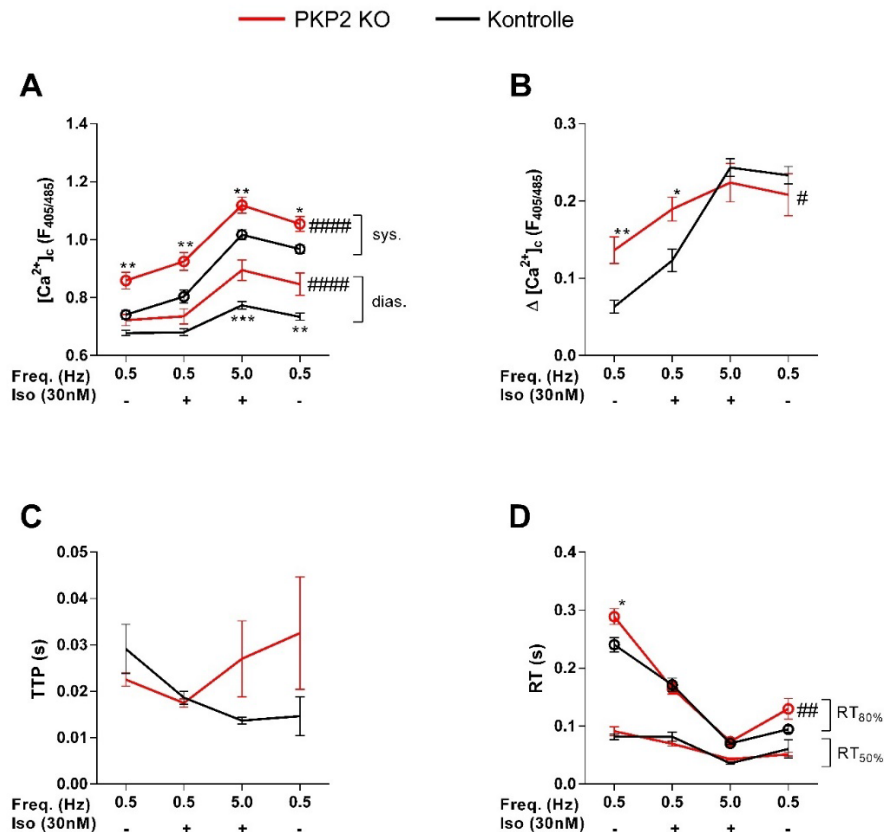 PKP2 KO Kontrolle
A
[Ca²⁺]c (F405/485)
1.4
1.2
1.0
0.8
0.6
** ** ** *
####
sys.
####
dias.
*** **
Freq. (Hz) 0.5 0.5 5.0 0.5
Iso (30nM) - + + -
B
Δ [Ca²⁺]c (F405/485)
0.3
0.2
0.1
0.0
** *
#
Freq. (Hz) 0.5 0.5 5.0 0.5
Iso (30nM) - + + -
C
TTP (s)
0.05
0.04
0.03
0.02
0.01
0.00
Freq. (Hz) 0.5 0.5 5.0 0.5
Iso (30nM) - + + -
D
RT (s)
0.4
0.3
0.2
0.1
0.0
*
##
RT80%
RT50%
Freq. (Hz) 0.5 0.5 5.0 0.5
Iso (30nM) - + + -